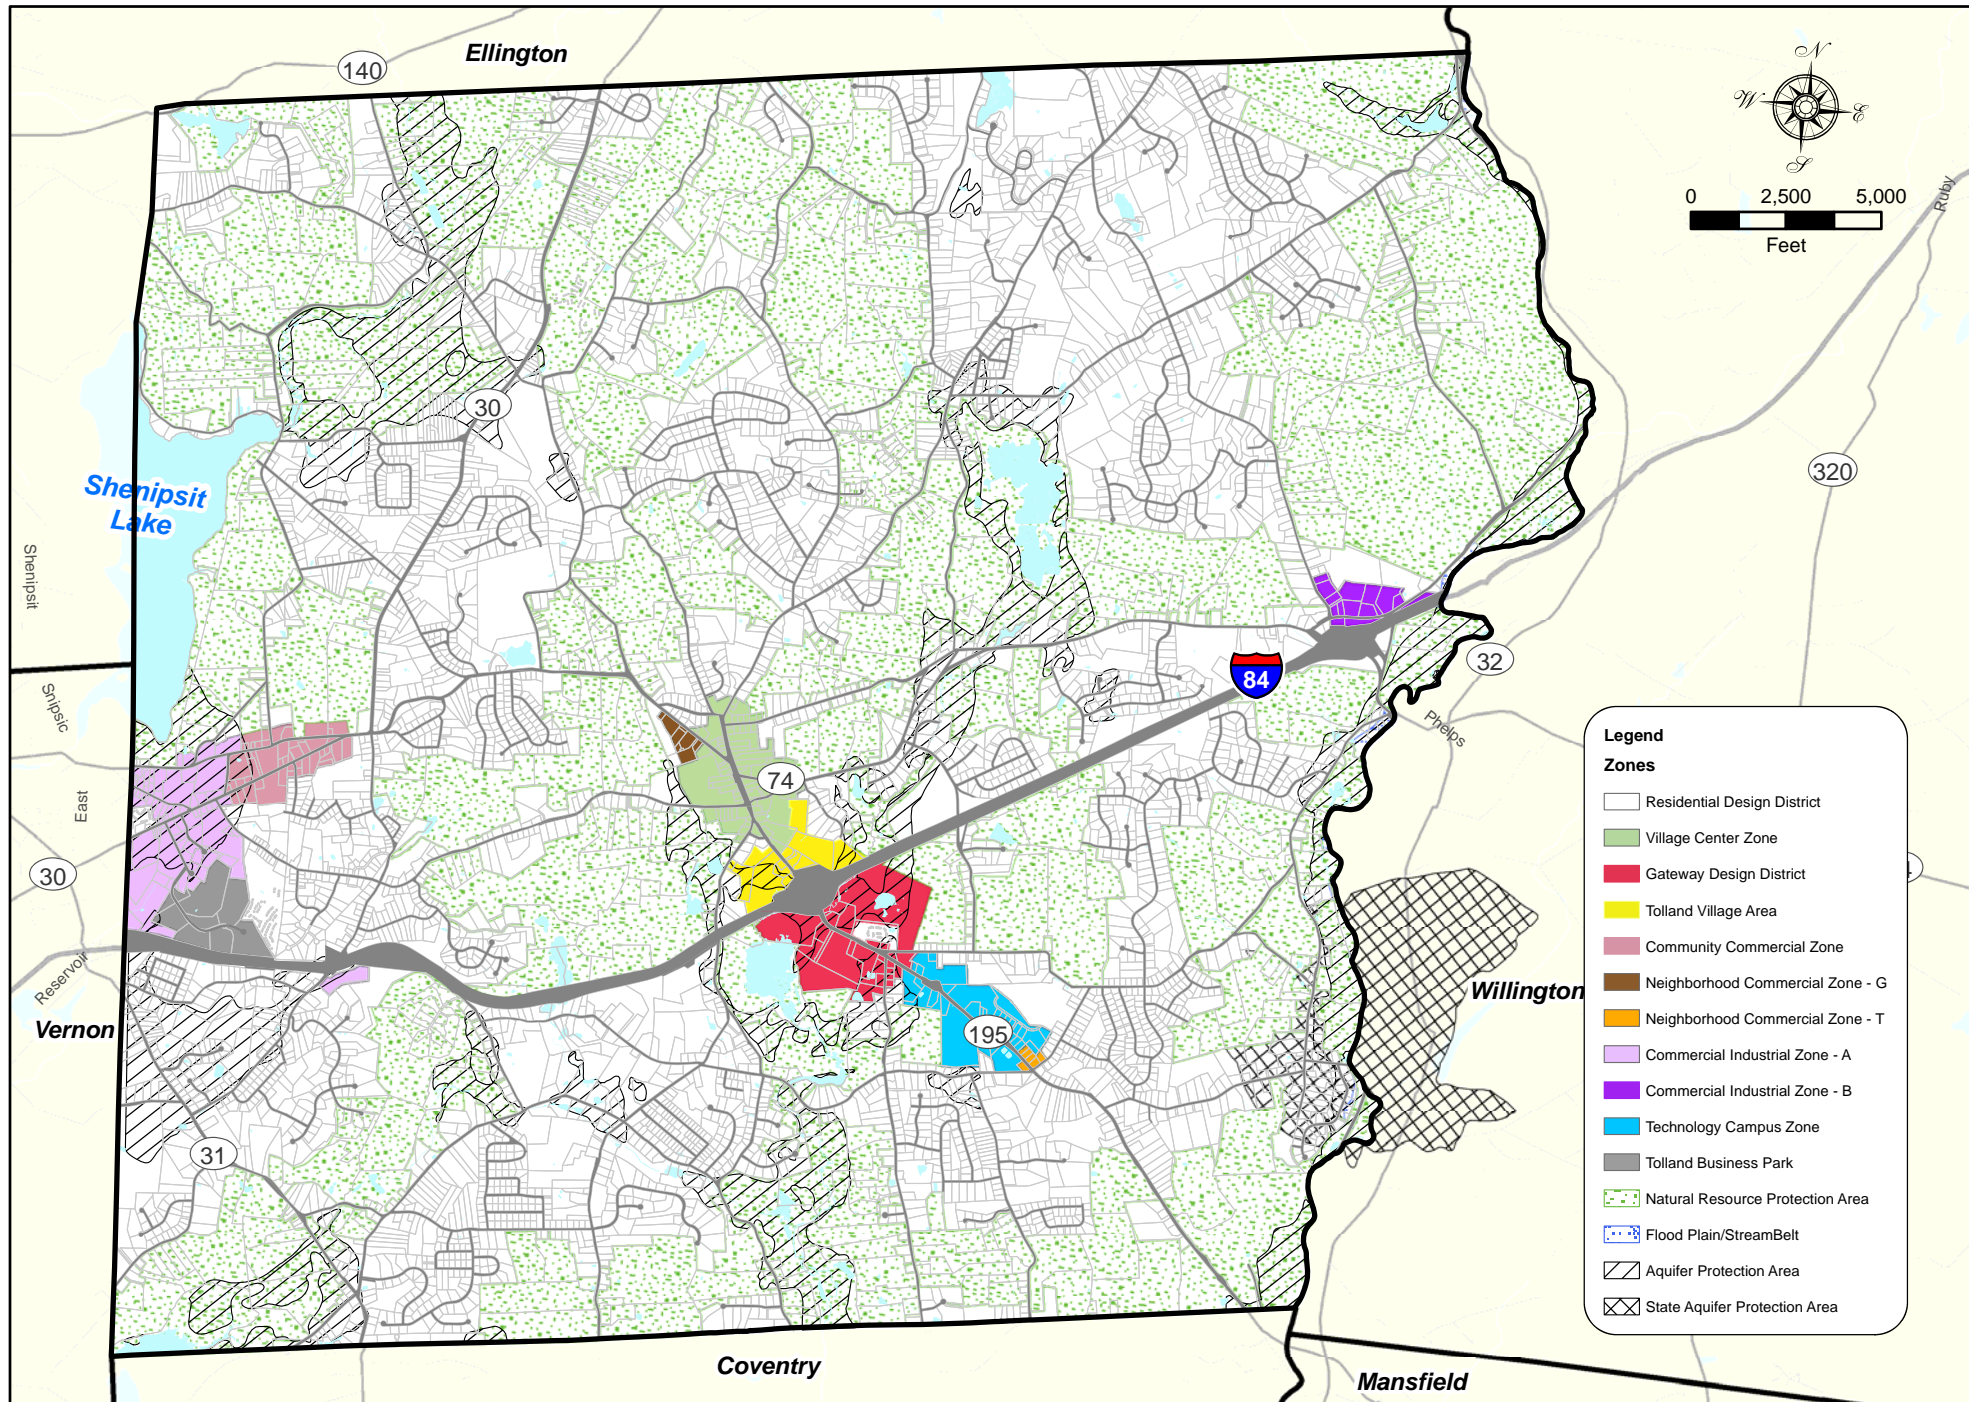 Ellington
140
N
W
E
S
0 2,500 5,000
Feet
Ruby
30
320
Shenipsit
Lake
Shenipsit
84
32
Snipsic
Phelps
74
East
30
Reservoir
Vernon
Willington
195
31
Coventry
Mansfield
Legend
Zones
Residential Design District
Village Center Zone
Gateway Design District
Tolland Village Area
Community Commercial Zone
Neighborhood Commercial Zone - G
Neighborhood Commercial Zone - T
Commercial Industrial Zone - A
Commercial Industrial Zone - B
Technology Campus Zone
Tolland Business Park
Natural Resource Protection Area
Flood Plain/StreamBelt
Aquifer Protection Area
State Aquifer Protection Area